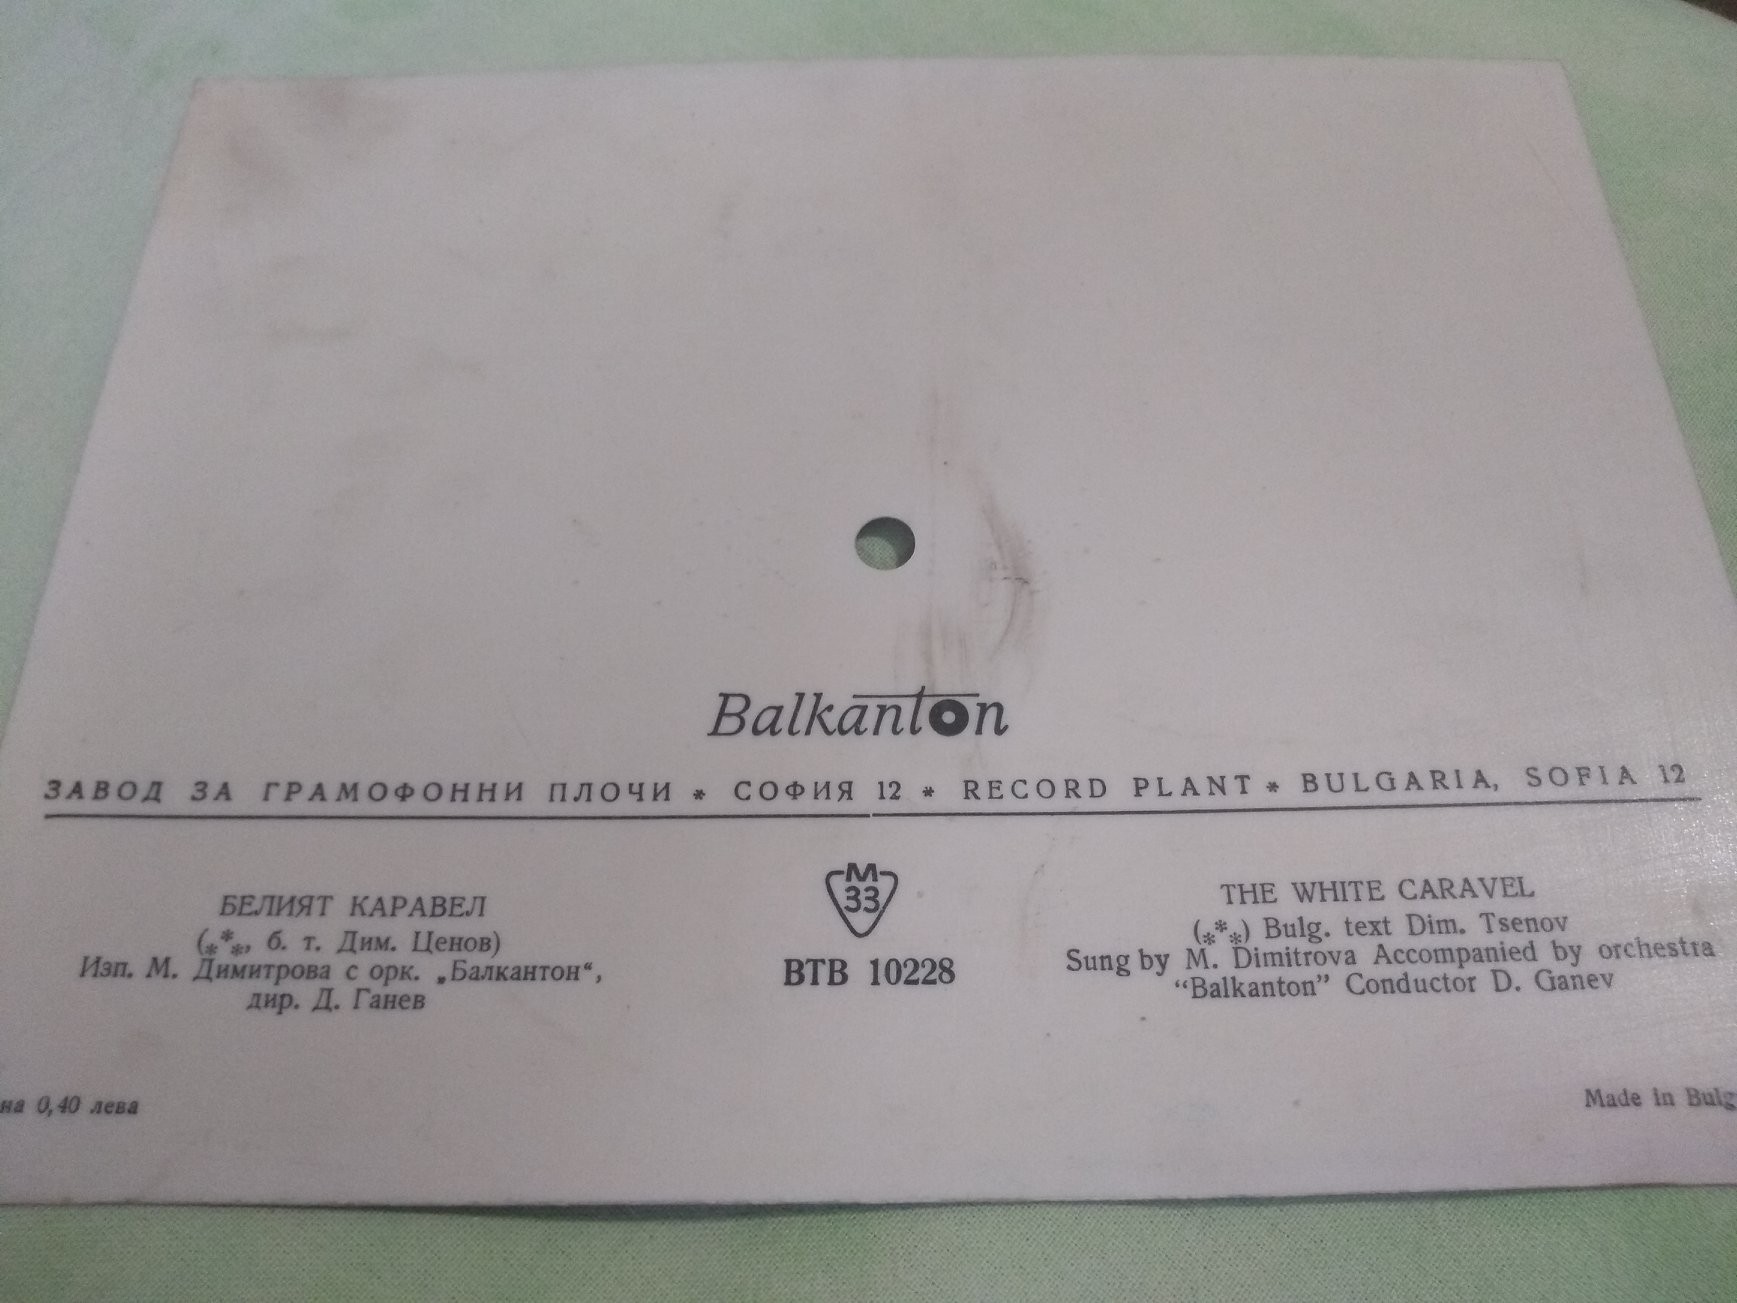 Balkanton
ЗАВОД ЗА ГРАМОФОННИ ПЛОЧИ * СОФИЯ 12 * RECORD PLANT * BULGARIA, SOFIA 12
БЕЛИЯТ КАРАВЕЛ
(***, б. т. Дим. Ценов)
Изп. М. Димитрова с орк. „Балкантон“,
дир. Д. Ганев
М
33
ВТВ 10228
THE WHITE CARAVEL
(***) Bulg. text Dim. Tsenov
Sung by M. Dimitrova Accompanied by orchestra
“Balkanton” Conductor D. Ganev
на 0,40 лева
Made in Bulg